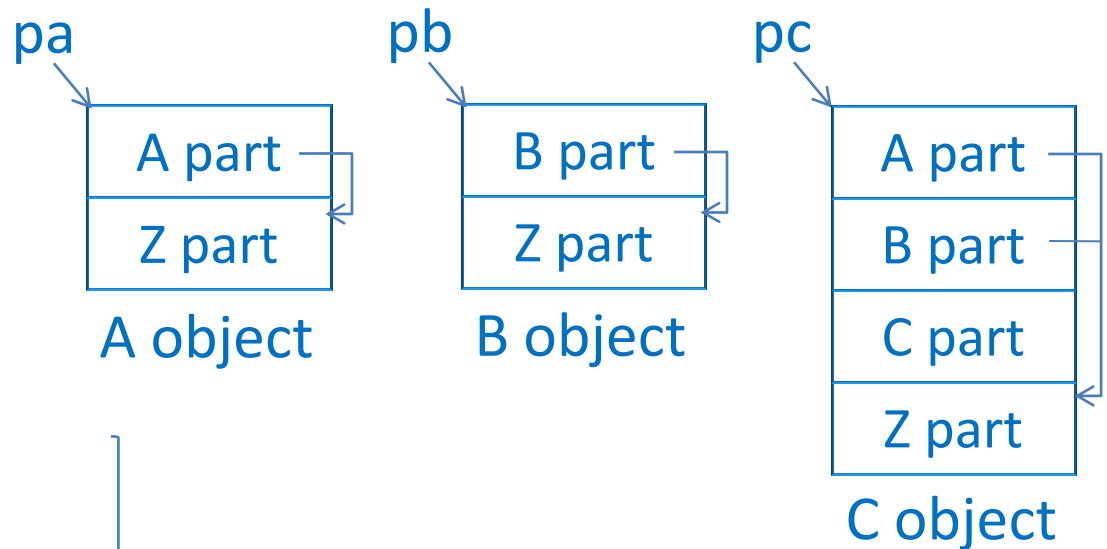 pa
A part
Z part
A object
pb
B part
Z part
B object
pc
A part
B part
C part
Z part
C object